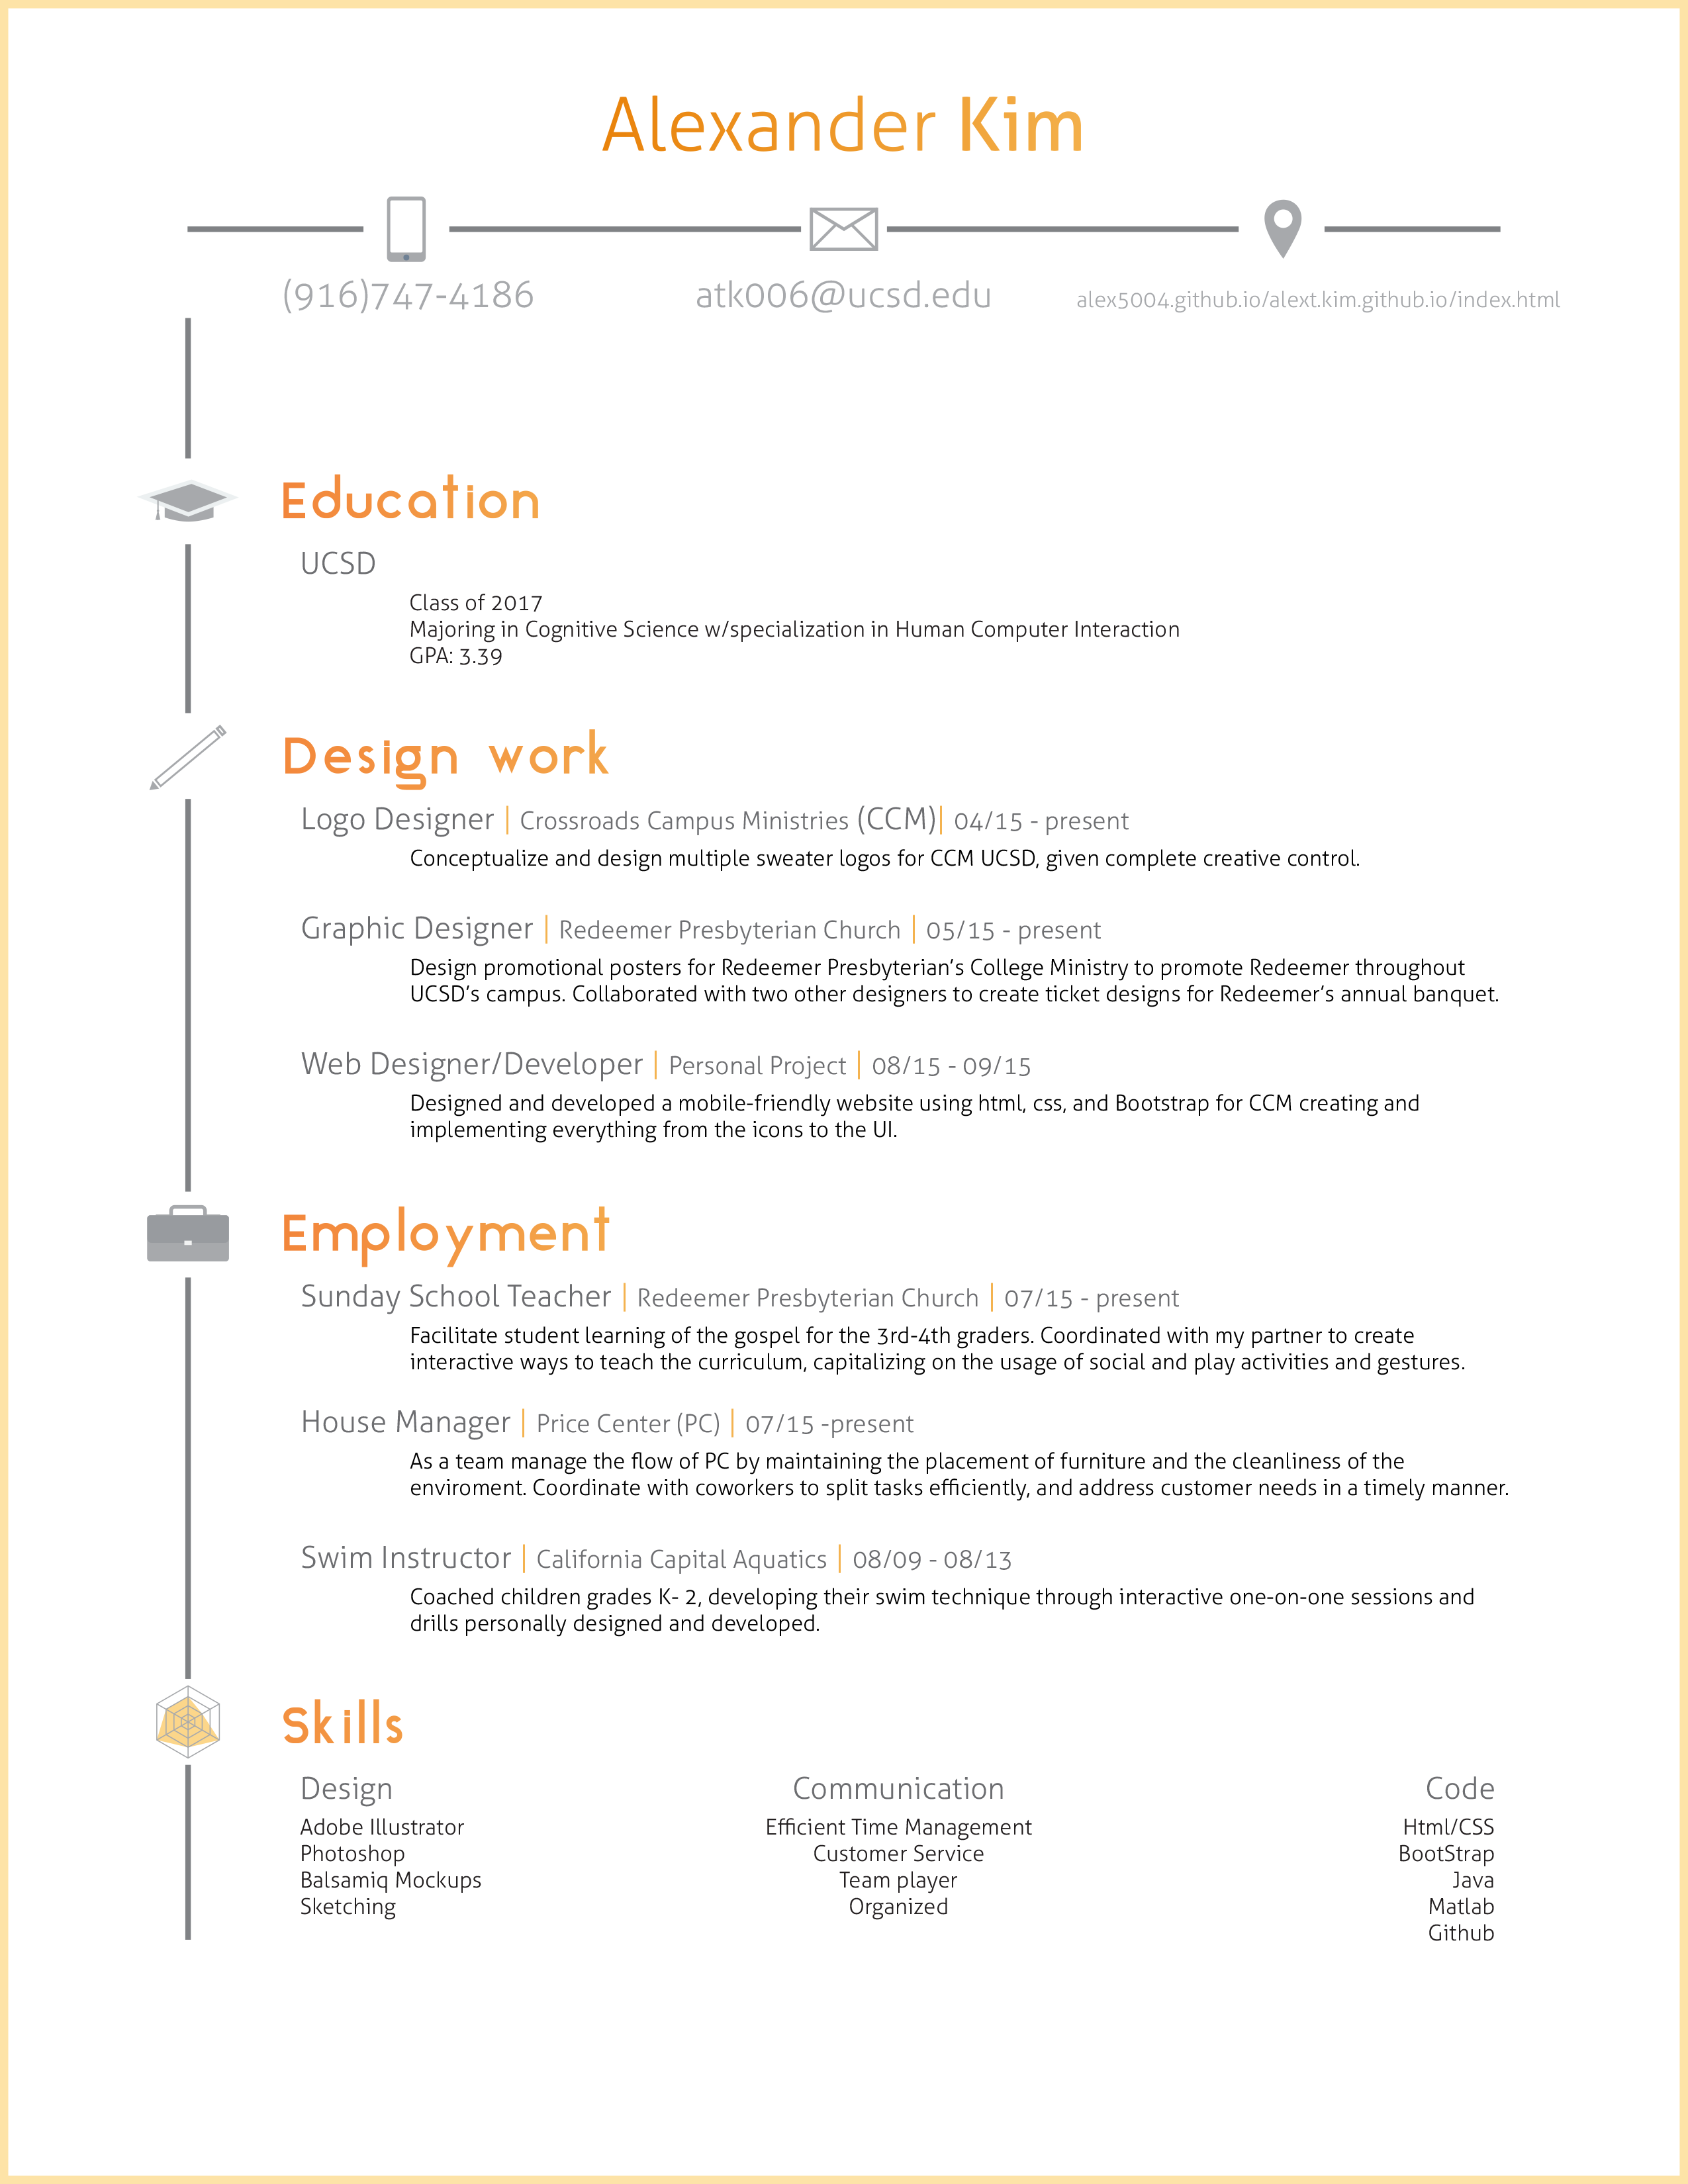 Alexander Kim
(916)747-4186
atk006@ucsd.edu
alex5004.github.io/alext.kim.github.io/index.html
Education
UCSD
Class of 2017
Majoring in Cognitive Science w/specialization in Human Computer Interaction
GPA: 3.39
Design work
Logo Designer | Crossroads Campus Ministries (CCM)| 04/15 - present
Conceptualize and design multiple sweater logos for CCM UCSD, given complete creative control.
Graphic Designer | Redeemer Presbyterian Church | 05/15 - present
Design promotional posters for Redeemer Presbyterian's College Ministry to promote Redeemer throughout
UCSD's campus. Collaborated with two other designers to create ticket designs for Redeemer's annual banquet.
Web Designer/Developer | Personal Project | 08/15 - 09/15
Designed and developed a mobile-friendly website using html, css, and Bootstrap for CCM creating and
implementing everything from the icons to the UI.
Employment
Sunday School Teacher | Redeemer Presbyterian Church | 07/15 - present
Facilitate student learning of the gospel for the 3rd-4th graders. Coordinated with my partner to create
interactive ways to teach the curriculum, capitalizing on the usage of social and play activities and gestures.
House Manager | Price Center (PC) | 07/15 -present
As a team manage the flow of PC by maintaining the placement of furniture and the cleanliness of the
enviroment. Coordinate with coworkers to split tasks efficiently, and address customer needs in a timely manner.
Swim Instructor | California Capital Aquatics | 08/09 - 08/13
Coached children grades K- 2, developing their swim technique through interactive one-on-one sessions and
drills personally designed and developed.
Skills
Design
Adobe Illustrator
Photoshop
Balsamiq Mockups
Sketching
Communication
Efficient Time Management
Customer Service
Team player
Organized
Code
Html/CSS
BootStrap
Java
Matlab
Github